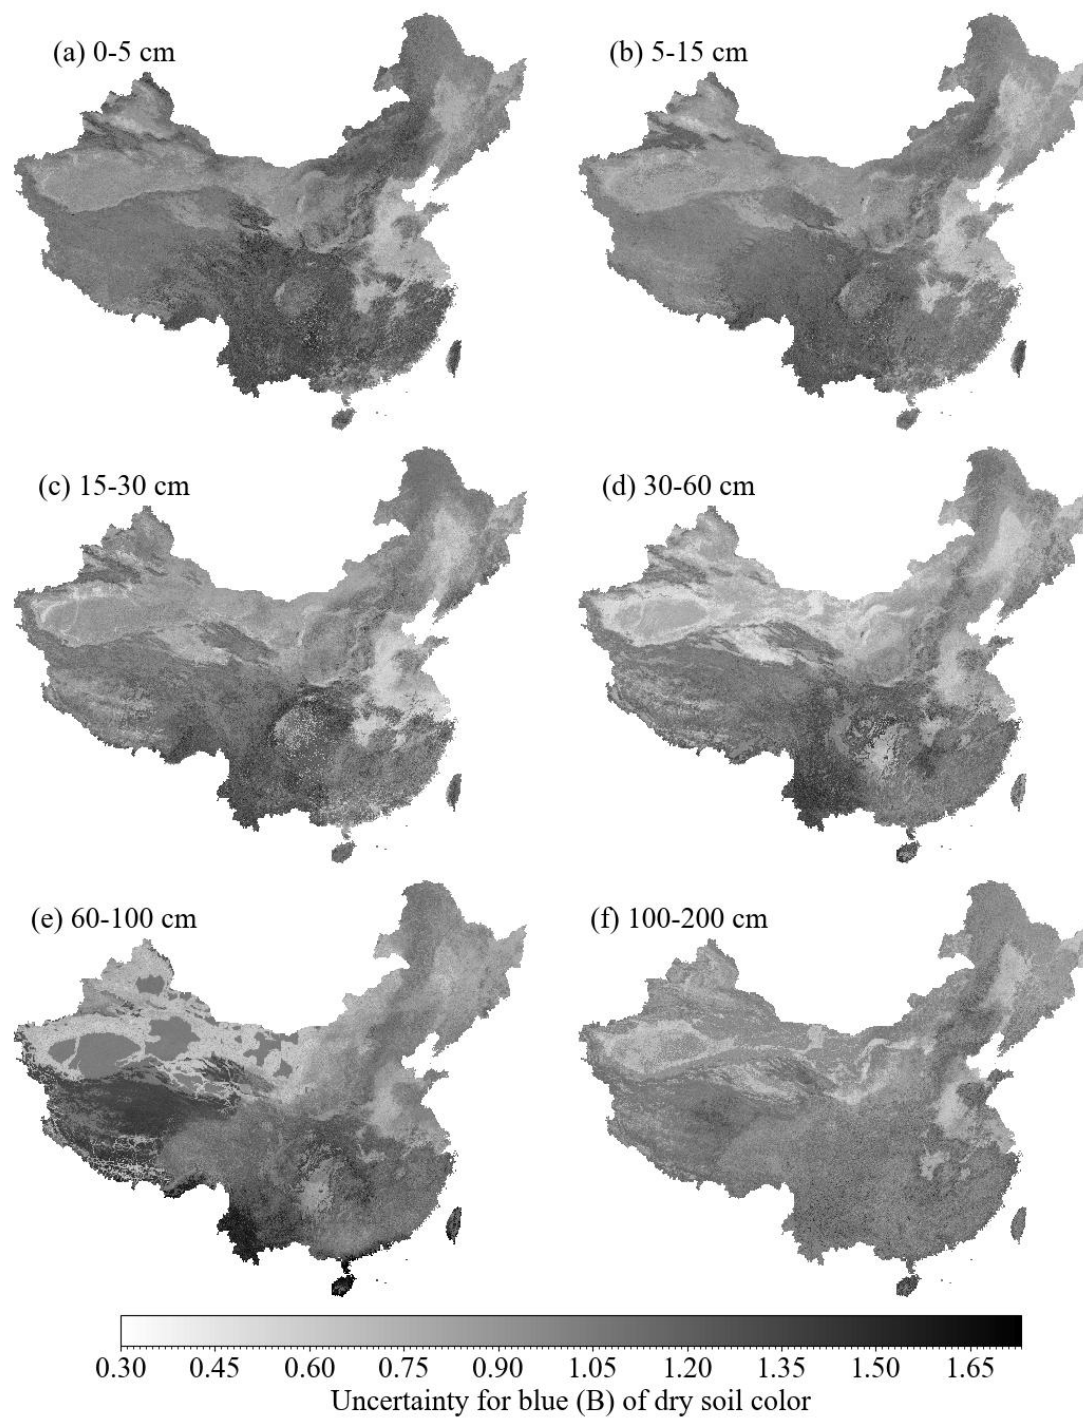 (a) 0-5 cm
(b) 5-15 cm
(c) 15-30 cm
(d) 30-60 cm
(e) 60-100 cm
(f) 100-200 cm
0.30 0.45 0.60 0.75 0.90 1.05 1.20 1.35 1.50 1.65
Uncertainty for blue (B) of dry soil color